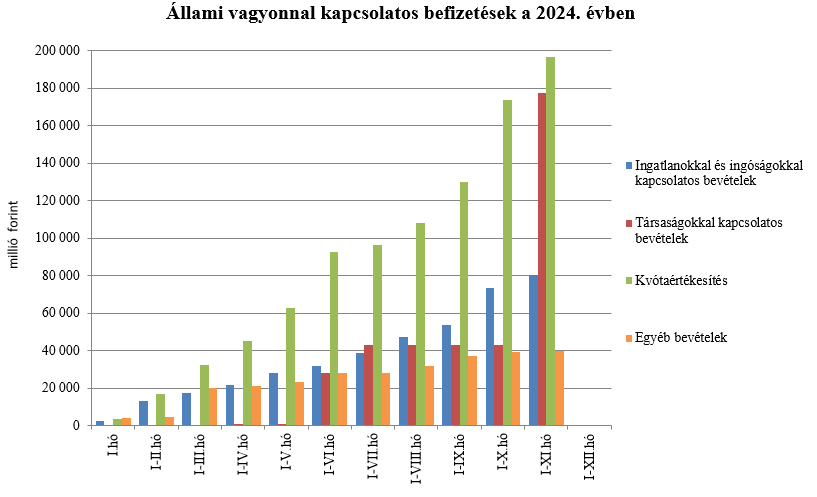 Állami vagyonnal kapcsolatos befizetések a 2024. évben
millió forint
200 000
180 000
160 000
140 000
120 000
100 000
80 000
60 000
40 000
20 000
0
I.hó
I-II.hó
I-III.hó
I-IV.hó
I-V.hó
I-VI.hó
I-VII.hó
I-VIII.hó
I-IX.hó
I-X.hó
I-XI.hó
I-XII.hó
Ingatlanokkal és ingóságokkal
kapcsolatos bevételek
Társaságokkal kapcsolatos
bevételek
Kvótaértékesítés
Egyéb bevételek